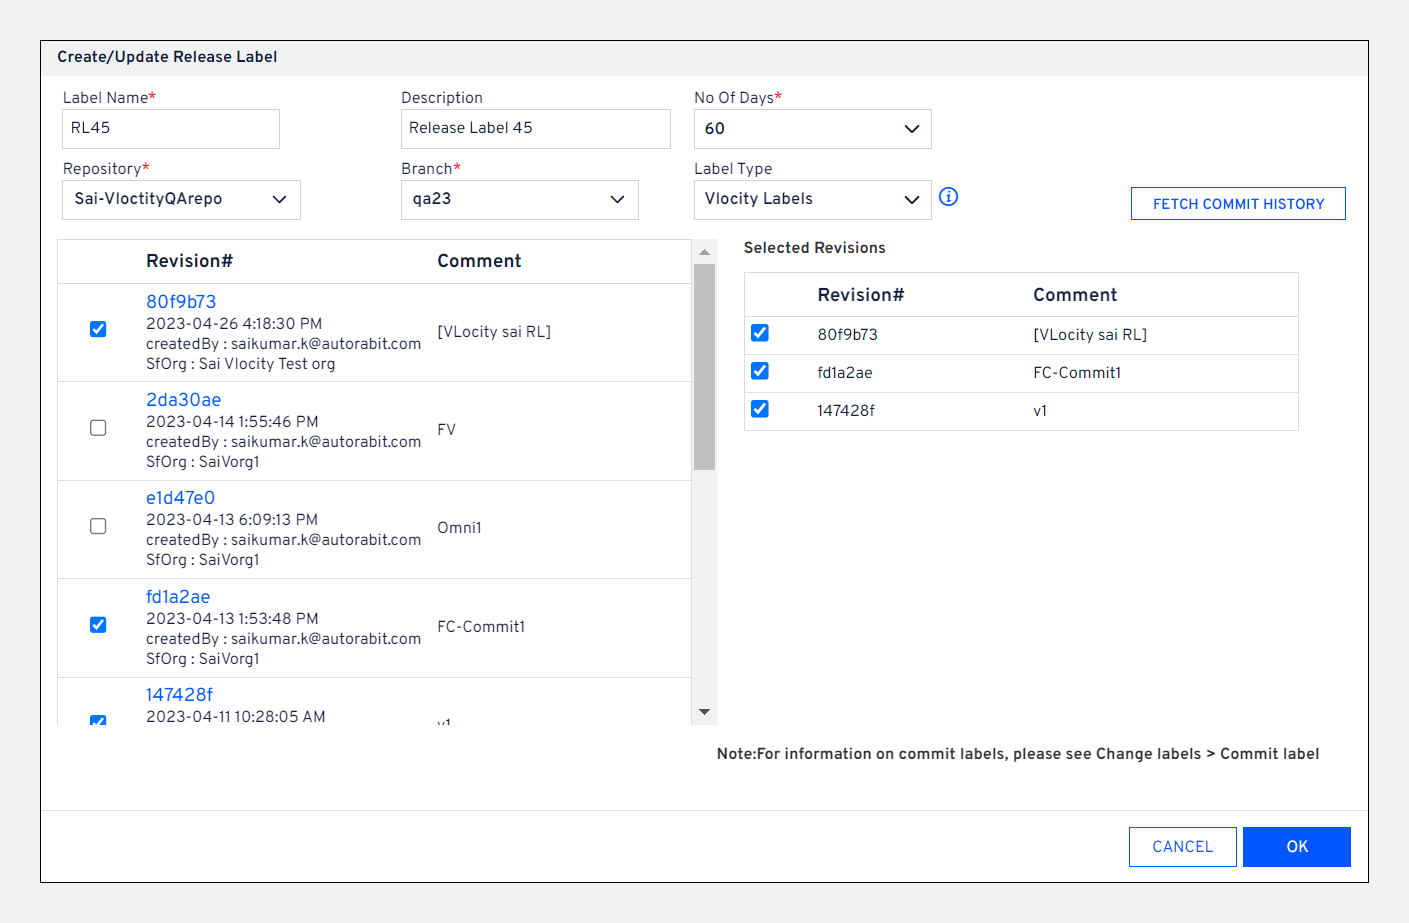 Create/Update Release Label
Label Name* Description No Of Days*
RL45 Release Label 45 60
Repository* Branch* Label Type
Sai-VloctityQArepo qa23 Vlocity Labels
FETCH COMMIT HISTORY
Revision# Comment
80f9b73
2023-04-26 4:18:30 PM
createdBy : saikumar.k@autorabit.com
SfOrg : Sai Vlocity Test org
[VLocity sai RL]
2da30ae
2023-04-14 1:55:46 PM
createdBy : saikumar.k@autorabit.com
SfOrg : SaiVorg1
FV
e1d47e0
2023-04-13 6:09:13 PM
createdBy : saikumar.k@autorabit.com
SfOrg : SaiVorg1
Omni1
fd1a2ae
2023-04-13 1:53:48 PM
createdBy : saikumar.k@autorabit.com
SfOrg : SaiVorg1
FC-Commit1
147428f
2023-04-11 10:28:05 AM
v1
Selected Revisions
Revision# Comment
80f9b73 [VLocity sai RL]
fd1a2ae FC-Commit1
147428f v1
Note:For information on commit labels, please see Change labels > Commit label
CANCEL OK